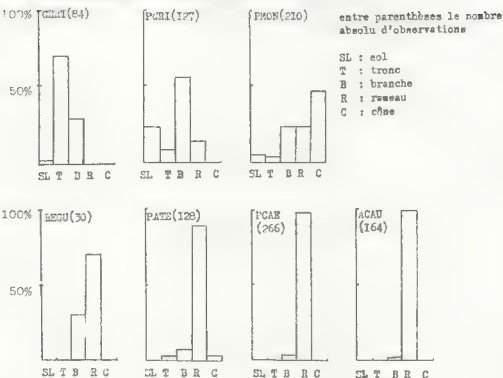 100%
(84)
PCRI(127)
PMON(210)
entre parenthèses le nombre
absolu d'observations
SL : sol
T : tronc
B : branche
R : rameau
C : cône
50%
SL T B R C
SL T B R C
SL T B R C
100%
REGU(30)
PATE(128)
PCAE
(266)
ACAU
(164)
50%
SL T B R C
SL T B R C
SL T B R C
SL T B R C